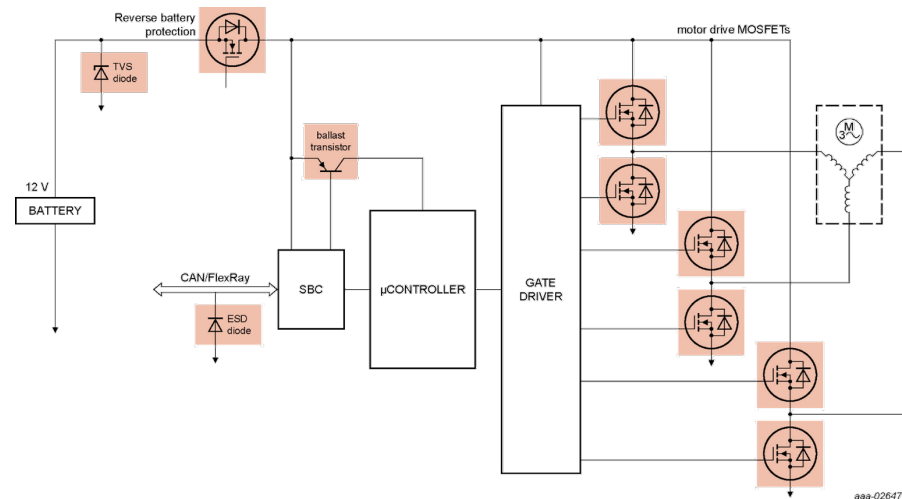 Reverse battery
protection
motor drive MOSFETs
TVS
diode
ballast
transistor
M
3
12 V
BATTERY
CAN/FlexRay
SBC
µCONTROLLER
GATE
DRIVER
ESD
diode
aaa-02647